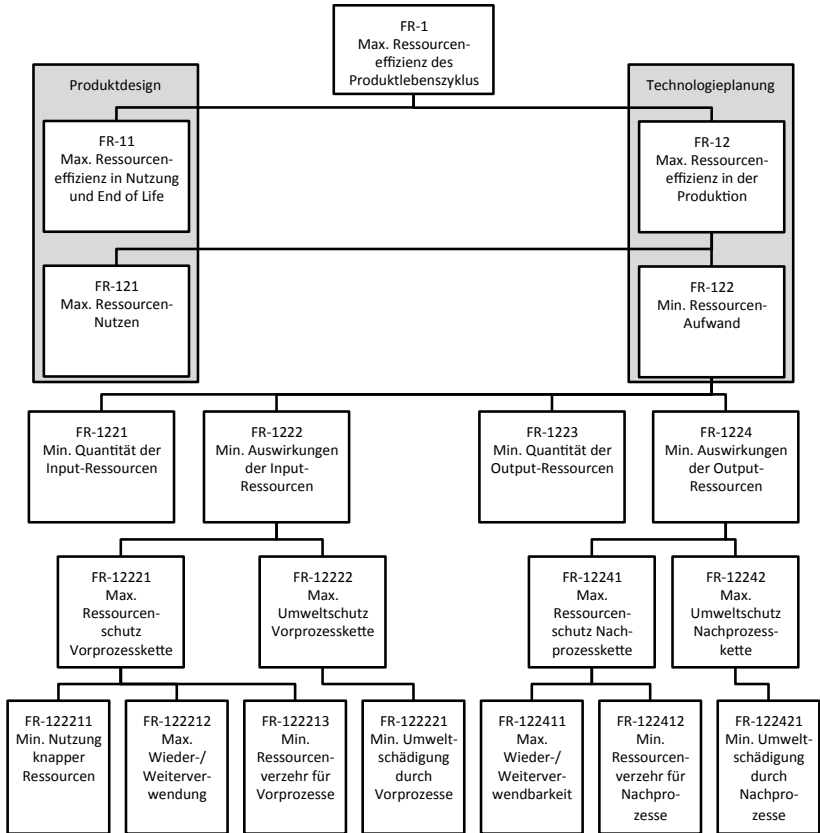 FR-1
Max. Ressourcen-
effizienz des
Produktlebenszyklus
Produktdesign
Technologieplanung
FR-11
Max. Ressourcen-
effizienz in Nutzung
und End of Life
FR-12
Max. Ressourcen-
effizienz in der
Produktion
FR-121
Max. Ressourcen-
Nutzen
FR-122
Min. Ressourcen-
Aufwand
FR-1221
Min. Quantität der
Input-Ressourcen
FR-1222
Min. Auswirkungen
der Input-
Ressourcen
FR-1223
Min. Quantität der
Output-Ressourcen
FR-1224
Min. Auswirkungen
der Output-
Ressourcen
FR-12221
Max.
Ressourcen-
schutz
Vorprozesskette
FR-12222
Max.
Umweltschutz
Vorprozesskette
FR-12241
Max.
Ressourcen-
schutz Nach-
prozesskette
FR-12242
Max.
Umweltschutz
Nachprozess-
kette
FR-122211
Min. Nutzung
knapper
Ressourcen
FR-122212
Max.
Wieder-/
Weiterver-
wendung
FR-122213
Min.
Ressourcen-
verzehr für
Vorprozesse
FR-122221
Min. Umwelt-
schädigung
durch
Vorprozesse
FR-122411
Max.
Wieder-/
Weiterver-
wendbarkeit
FR-122412
Min.
Ressourcen-
verzehr für
Nachpro-
zesse
FR-122421
Min. Umwelt-
schädigung
durch
Nachpro-
zesse